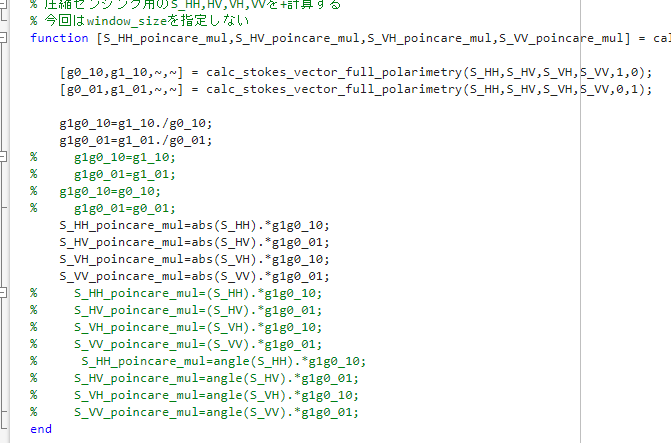 % 圧縮センシング用のS_HH,HV,VH,VVを+計算する
% 今回はwindow_sizeを指定しない
function [S_HH_poincare_mul,S_HV_poincare_mul,S_VH_poincare_mul,S_VV_poincare_mul] = cal
[g0_10,g1_10,~,~] = calc_stokes_vector_full_polarimetry(S_HH,S_HV,S_VH,S_VV,1,0);
[g0_01,g1_01,~,~] = calc_stokes_vector_full_polarimetry(S_HH,S_HV,S_VH,S_VV,0,1);
g1g0_10=g1_10./g0_10;
g1g0_01=g1_01./g0_01;
% g1g0_10=g1_10;
% g1g0_01=g1_01;
% g1g0_10=g0_10;
% g1g0_01=g0_01;
S_HH_poincare_mul=abs(S_HH).*g1g0_10;
S_HV_poincare_mul=abs(S_HV).*g1g0_01;
S_VH_poincare_mul=abs(S_VH).*g1g0_10;
S_VV_poincare_mul=abs(S_VV).*g1g0_01;
% S_HH_poincare_mul=(S_HH).*g1g0_10;
% S_HV_poincare_mul=(S_HV).*g1g0_01;
% S_VH_poincare_mul=(S_VH).*g1g0_10;
% S_VV_poincare_mul=(S_VV).*g1g0_01;
% S_HH_poincare_mul=angle(S_HH).*g1g0_10;
% S_HV_poincare_mul=angle(S_HV).*g1g0_01;
% S_VH_poincare_mul=angle(S_VH).*g1g0_10;
% S_VV_poincare_mul=angle(S_VV).*g1g0_01;
end